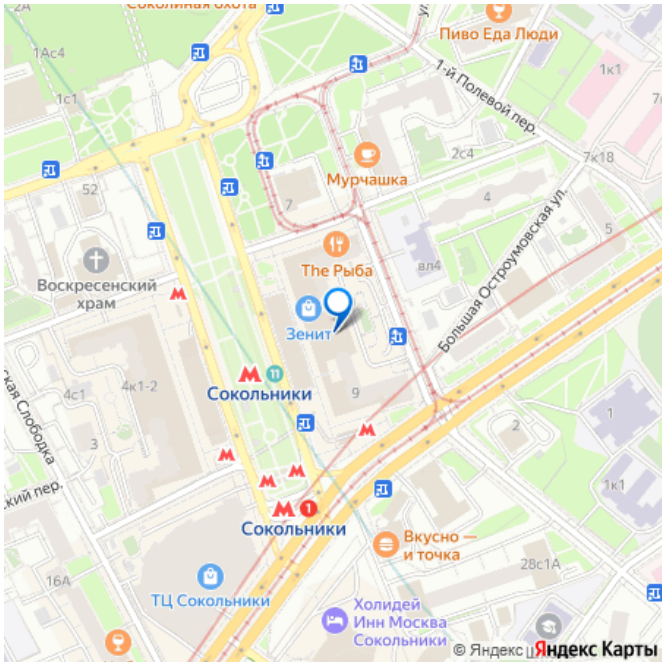 Соколиная охота
Пиво Еда Люди
1Ас4
1с1
1-й Полевой пер.
1к1
7к18
2с4
Мурчашка
52
7
4
5
The Рыба
вл4
Воскресенский
храм
Большая Остроумовская ул.
Зенит
11
Сокольники
4к1-2
4с1
3
9
ская Слободка
ский пер.
1
2
1к1
1
Сокольники
Вкусно —
и точка
28с1А
16А
ТЦ Сокольники
Холидей
Инн Москва
Сокольники
© Яндекс
Яндекс Карты